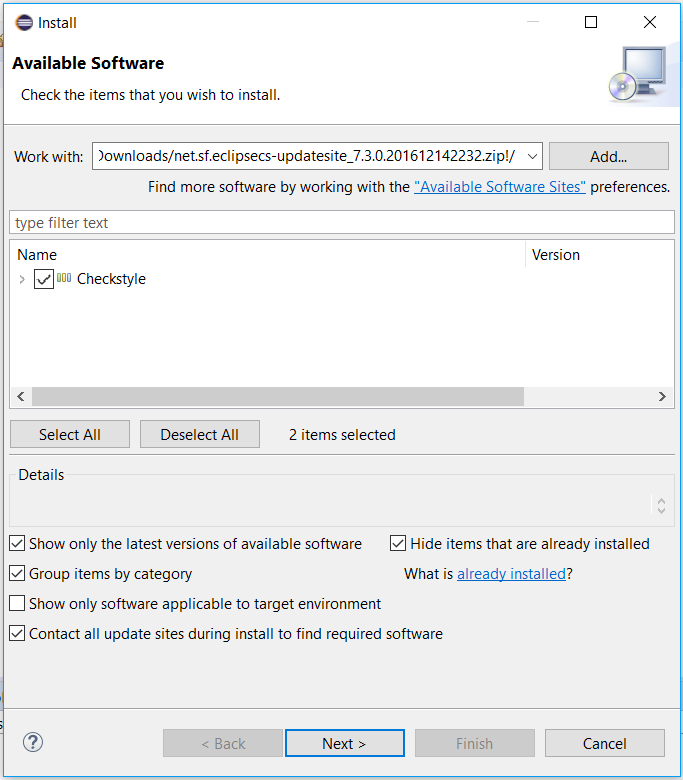 Install
Available Software
Check the items that you wish to install.
Work with: Downloads/net.sf.eclipsecs-updatesite_7.3.0.201612142232.zip!/ Add...
Find more software by working with the "Available Software Sites" preferences.
type filter text
Name Version
Checkstyle
Select All Deselect All 2 items selected
Details
Show only the latest versions of available software Hide items that are already installed
Group items by category What is already installed?
Show only software applicable to target environment
Contact all update sites during install to find required software
? < Back Next > Finish Cancel